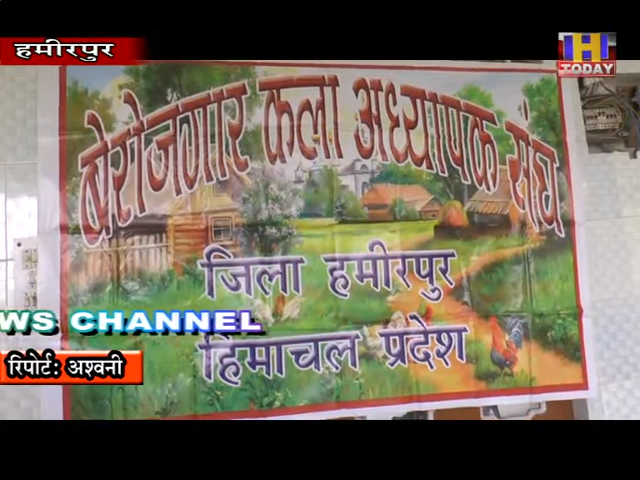 हमीरपुर
H
TODAY
बेरोजगार कला अध्यापक संघ
जिला हमीरपुर
हिमाचल प्रदेश
WS CHANNEL
रिपोर्ट: अश्वनी